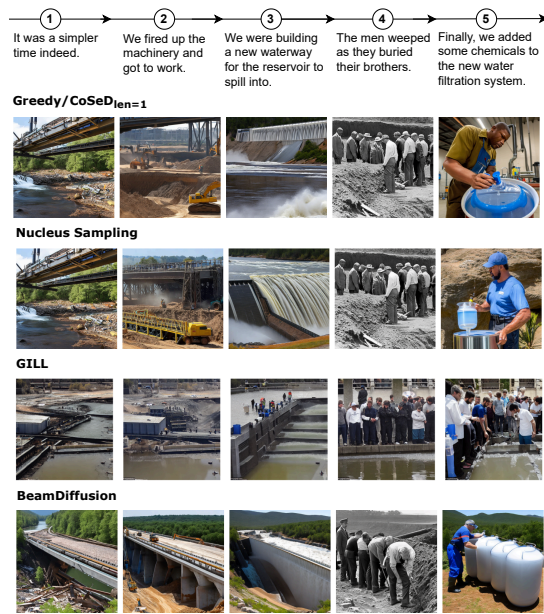 1
2
3
4
5
It was a simpler
time indeed.
We fired up the
machinery and
got to work.
We were building
a new waterway
for the reservoir to
spill into.
The men weeped
as they buried
their brothers.
Finally, we added
some chemicals to
the new water
filtration system.
Greedy/CoSeD_len=1
Nucleus Sampling
GILL
BeamDiffusion